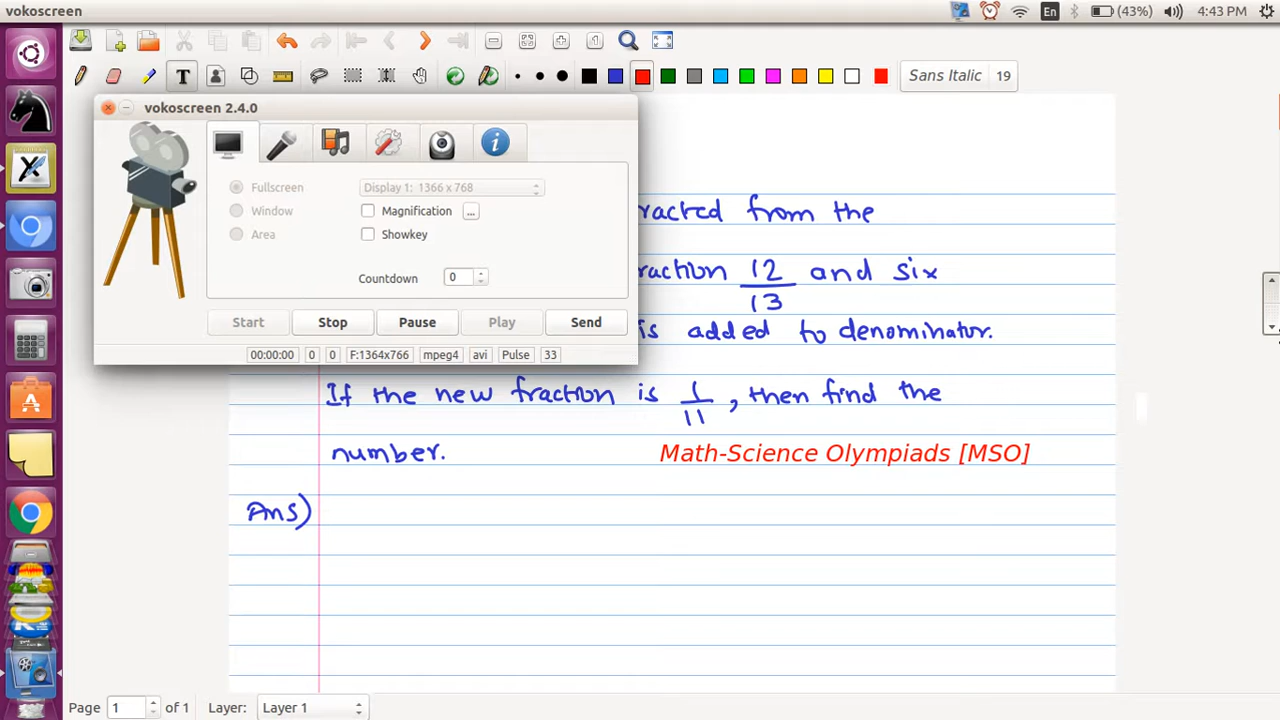 vokoscreen
En
(43%)
4:43 PM
T
Sans Italic 19
vokoscreen 2.4.0
Fullscreen
Display 1: 1366 x 768
Window
Magnification
...
Area
Showkey
Countdown
0
Start
Stop
Pause
Play
Send
00:00:00
0
0
F:1364x766
mpeg4
avi
Pulse
33
racted from the
raction 12/13 and six
is added to denominator.
If the new fraction is 1/11, then find the
number.
Math-Science Olympiads [MSO]
Ans)
Page 1 of 1 Layer: Layer 1